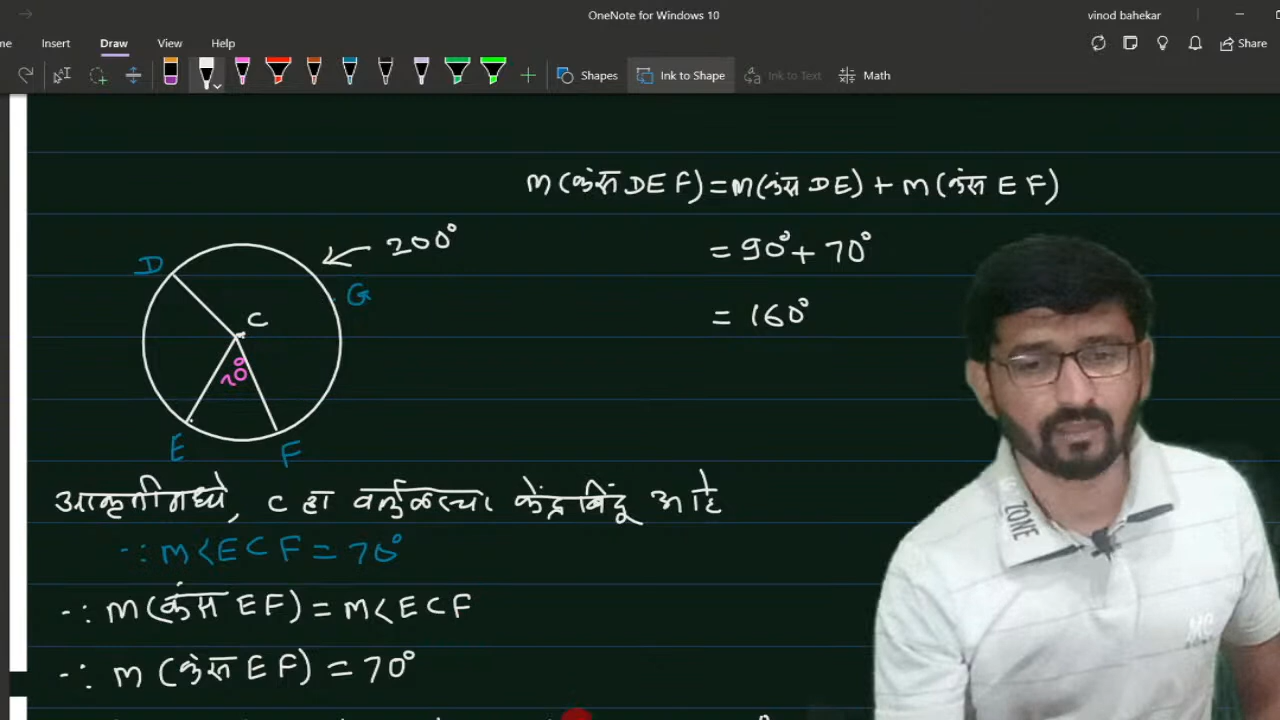 OneNote for Windows 10
vinod bahekar
Insert Draw View Help
Share
Shapes Ink to Shape Ink to Text Math
m(कंस DEF)=m(कंस DE)+m(कंस EF)
=90°+70°
=160°
200°
D
G
C
70°
E
F
आकृतीमध्ये, C हा वर्तुळाचा केंद्रबिंदू आहे
∵ m<ECF=70°
∴ m(कंस EF)=m<ECF
∴ m(कंस EF)=70°
ZONE